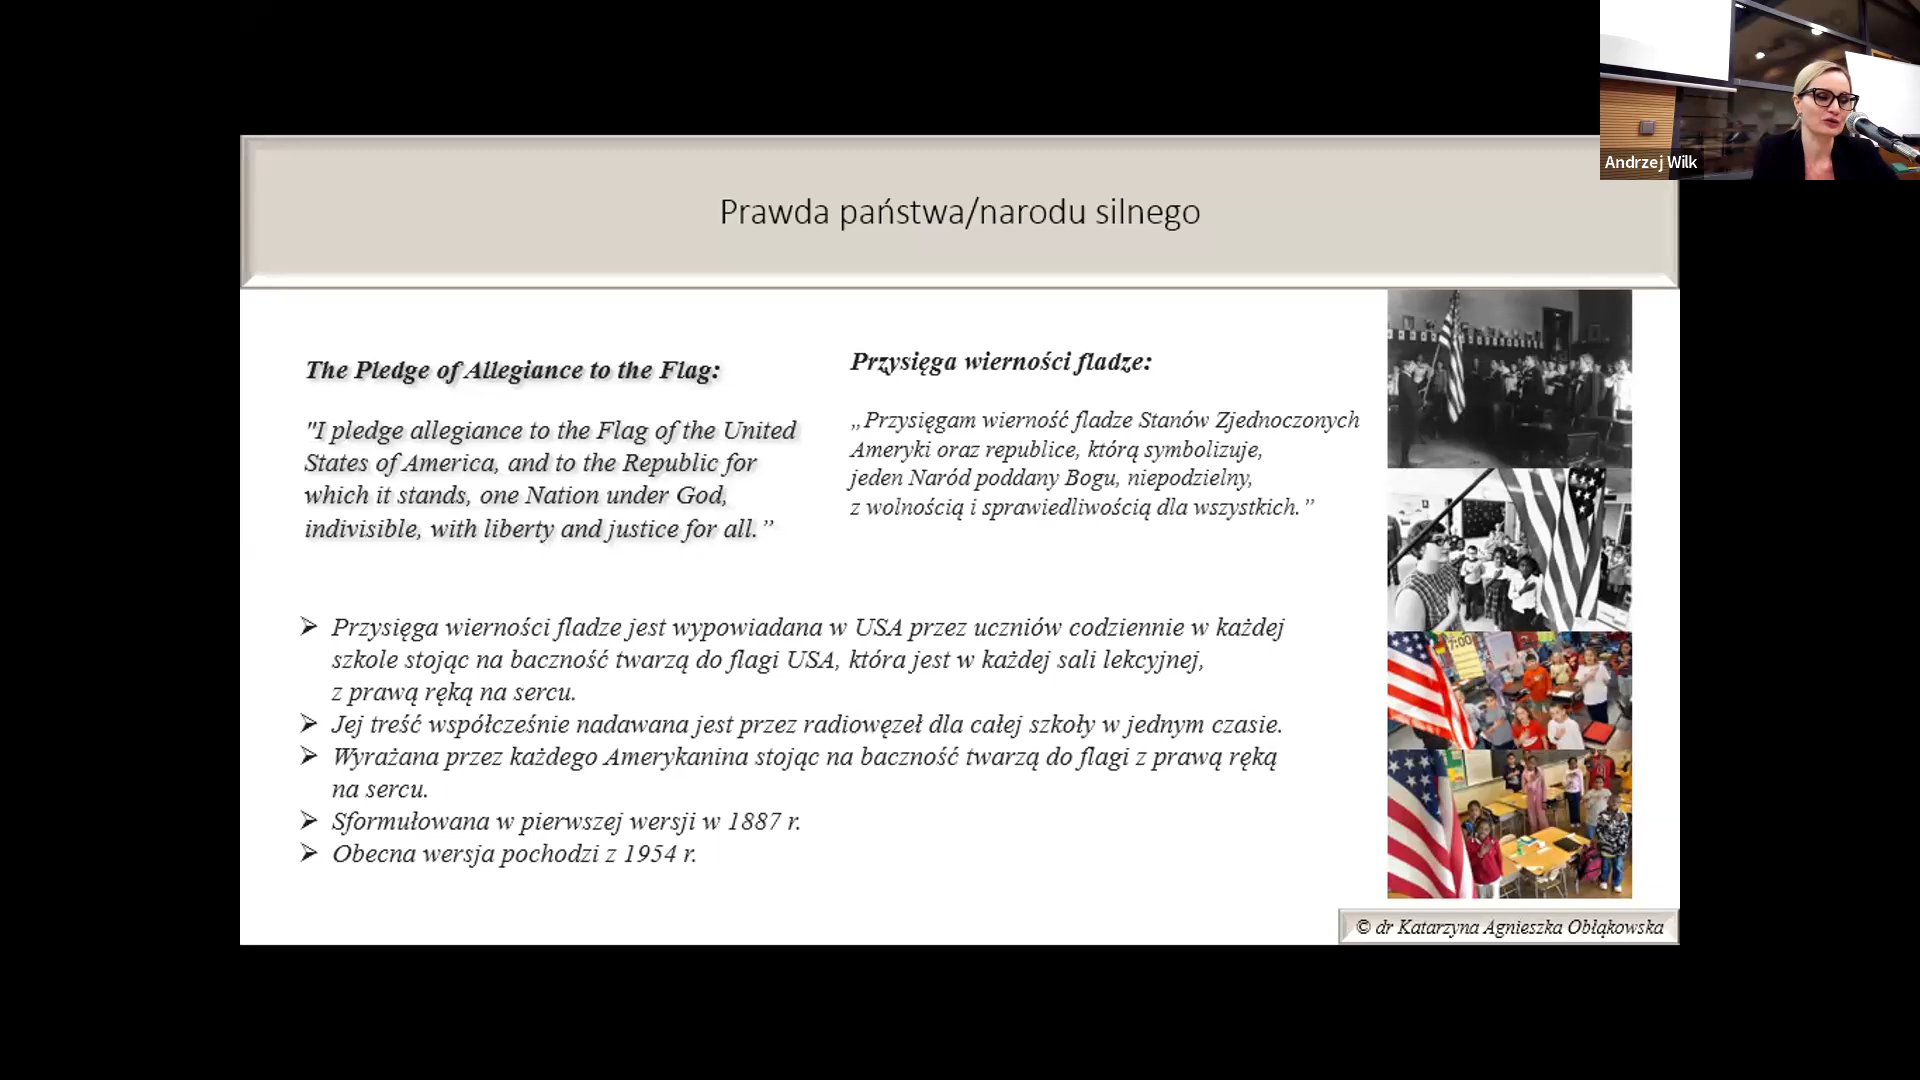 Andrzej Wilk
Prawda państwa/narodu silnego
The Pledge of Allegiance to the Flag:
"I pledge allegiance to the Flag of the United
States of America, and to the Republic for
which it stands, one Nation under God,
indivisible, with liberty and justice for all.”
Przysięga wierności fladze:
„Przysięgam wierność fladze Stanów Zjednoczonych
Ameryki oraz republice, którą symbolizuje,
jeden Naród poddany Bogu, niepodzielny,
z wolnością i sprawiedliwością dla wszystkich.”
➢ Przysięga wierności fladze jest wypowiadana w USA przez uczniów codziennie w każdej
szkole stojąc na baczność twarzą do flagi USA, która jest w każdej sali lekcyjnej,
z prawą ręką na sercu.
➢ Jej treść współcześnie nadawana jest przez radiowęzeł dla całej szkoły w jednym czasie.
➢ Wyrażana przez każdego Amerykanina stojąc na baczność twarzą do flagi z prawą ręką
na sercu.
➢ Sformułowana w pierwszej wersji w 1887 r.
➢ Obecna wersja pochodzi z 1954 r.
7:00
© dr Katarzyna Agnieszka Obłąkowska